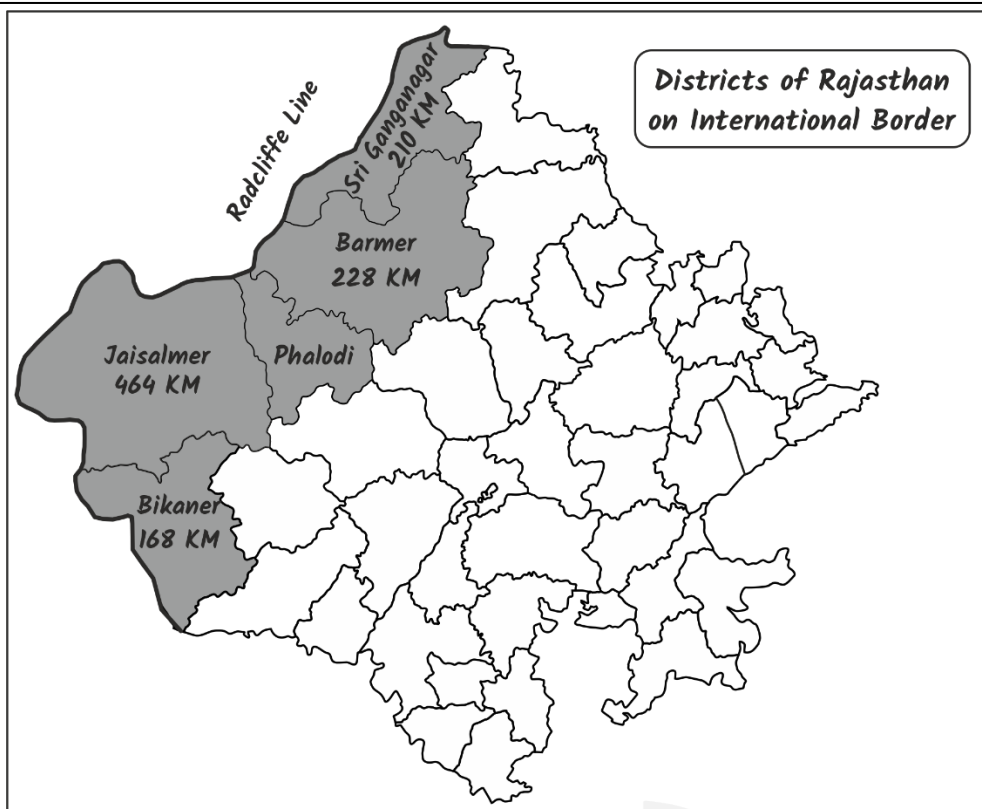 Districts of Rajasthan
on International Border
Radcliffe Line
Sri Ganganagar
210 KM
Barmer
228 KM
Jaisalmer
464 KM
Phalodi
Bikaner
168 KM